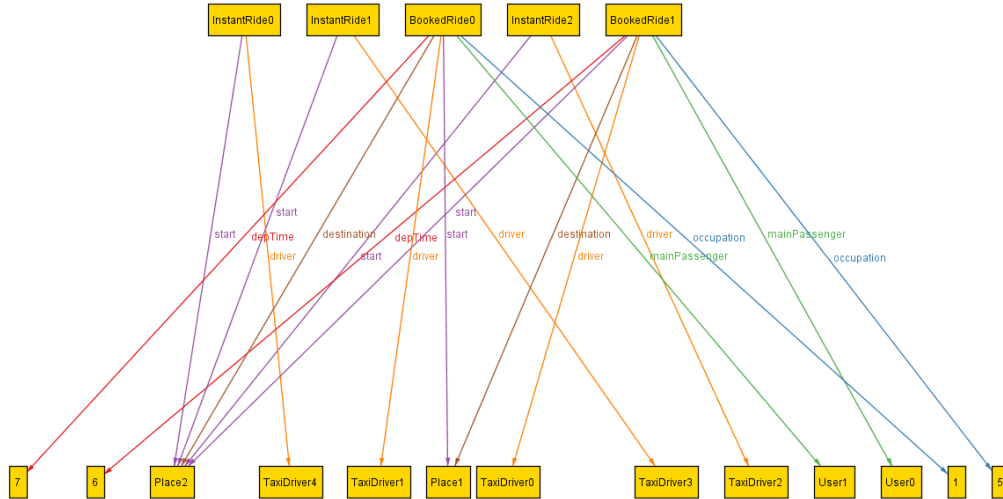 InstantRide0 InstantRide1 BookedRide0 InstantRide2 BookedRide1
start
start
start depTime destination depTime start driver destination driver occupation mainPassenger
driver start driver driver mainPassenger occupation
7 6 Place2 TaxiDriver4 TaxiDriver1 Place1 TaxiDriver0 TaxiDriver3 TaxiDriver2 User1 User0 1 5